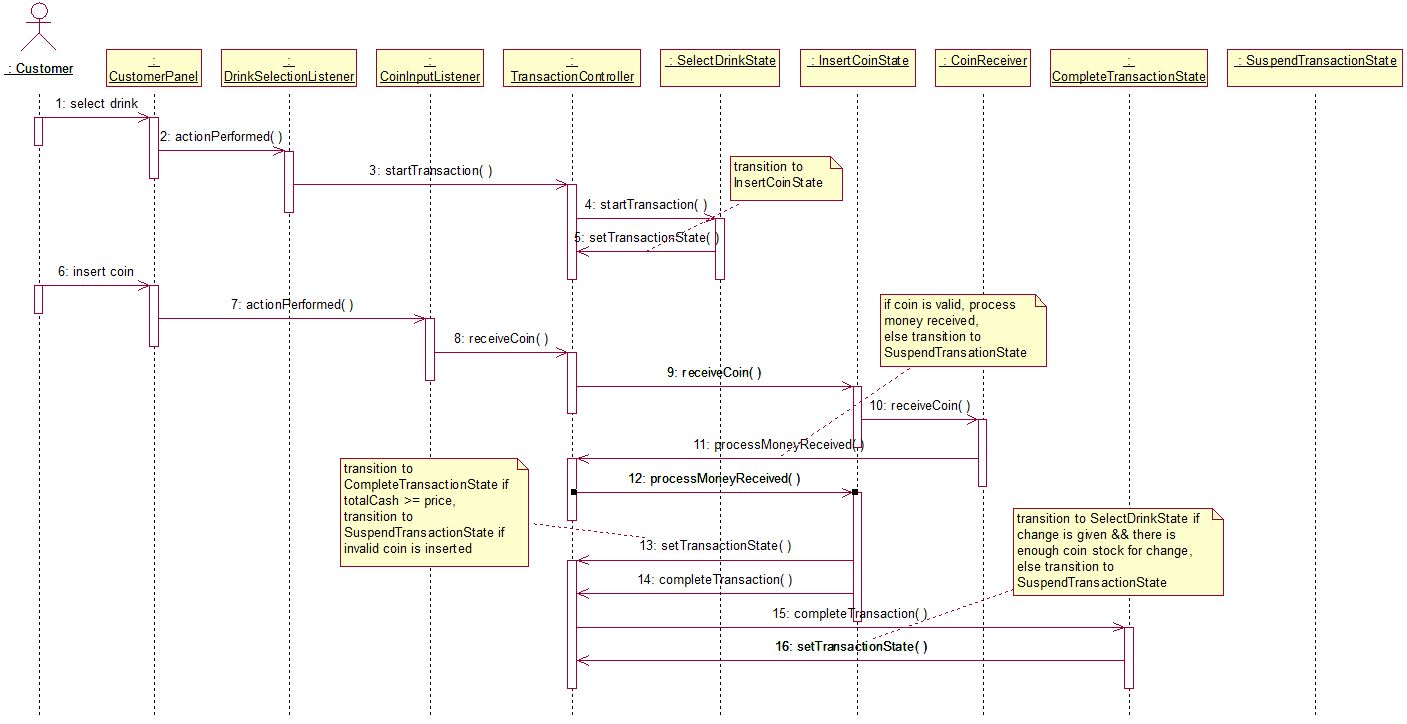 : Customer
:
CustomerPanel
:
DrinkSelectionListener
:
CoinInputListener
:
TransactionController
: SelectDrinkState
: InsertCoinState
: CoinReceiver
:
CompleteTransactionState
: SuspendTransactionState
1: select drink
2: actionPerformed( )
3: startTransaction( )
transition to
InsertCoinState
4: startTransaction( )
5: setTransactionState( )
6: insert coin
7: actionPerformed( )
if coin is valid, process
money received,
else transition to
SuspendTransationState
8: receiveCoin( )
9: receiveCoin( )
10: receiveCoin( )
11: processMoneyReceived( )
transition to
CompleteTransactionState if
totalCash >= price,
transition to
SuspendTransactionState if
invalid coin is inserted
12: processMoneyReceived( )
transition to SelectDrinkState if
change is given && there is
enough coin stock for change,
else transition to
SuspendTransactionState
13: setTransactionState( )
14: completeTransaction( )
15: completeTransaction( )
16: setTransactionState( )